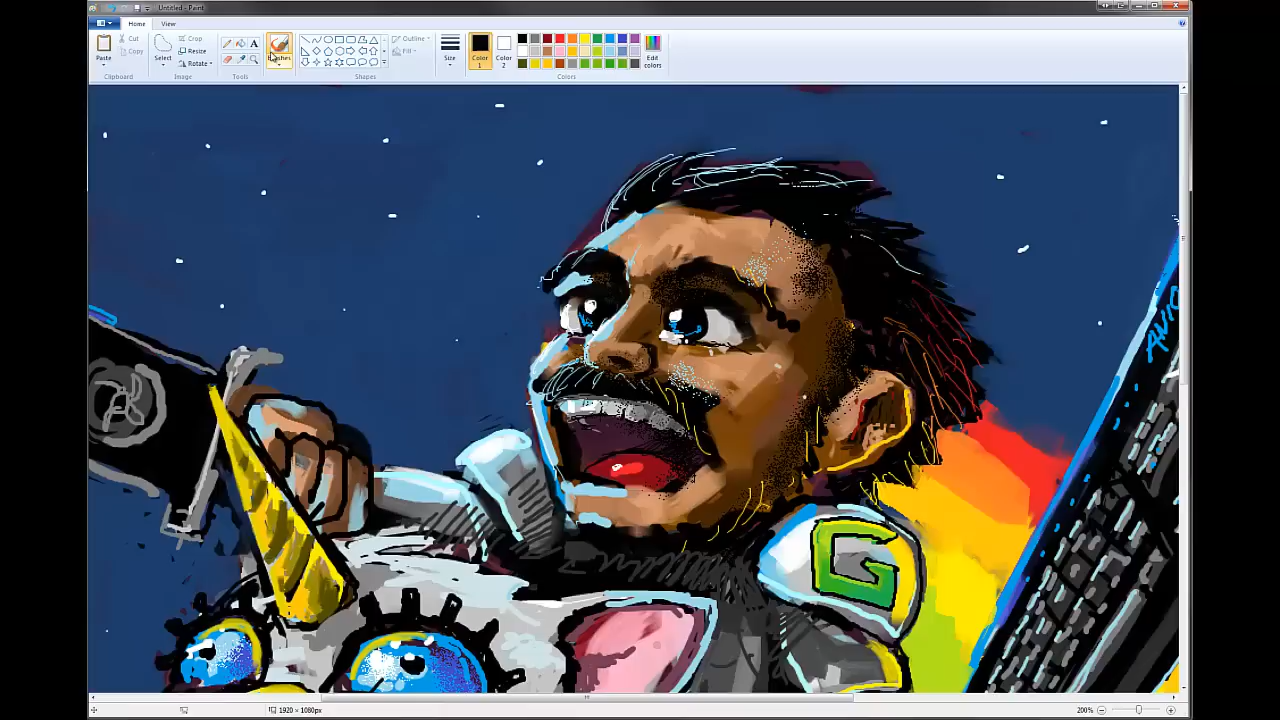 Untitled - Paint
Home View
Paste
Cut
Copy
Clipboard
Select
Crop
Resize
Rotate
Image
A
Tools
Brushes
Outline
Fill
Shapes
Size
Color 1
Color 2
Edit colors
Colors
G
1920 × 1080px
200%